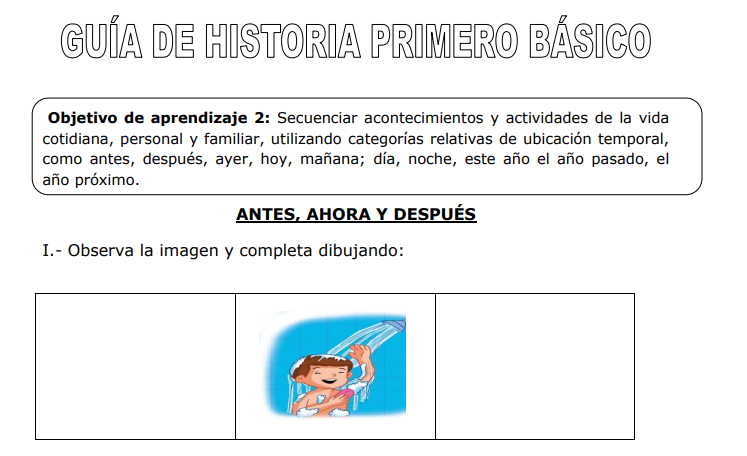 GUÍA DE HISTORIA PRIMERO BÁSICO
Objetivo de aprendizaje 2: Secuenciar acontecimientos y actividades de la vida
cotidiana, personal y familiar, utilizando categorías relativas de ubicación temporal,
como antes, después, ayer, hoy, mañana; día, noche, este año el año pasado, el
año próximo.
ANTES, AHORA Y DESPUÉS
I.- Observa la imagen y completa dibujando: